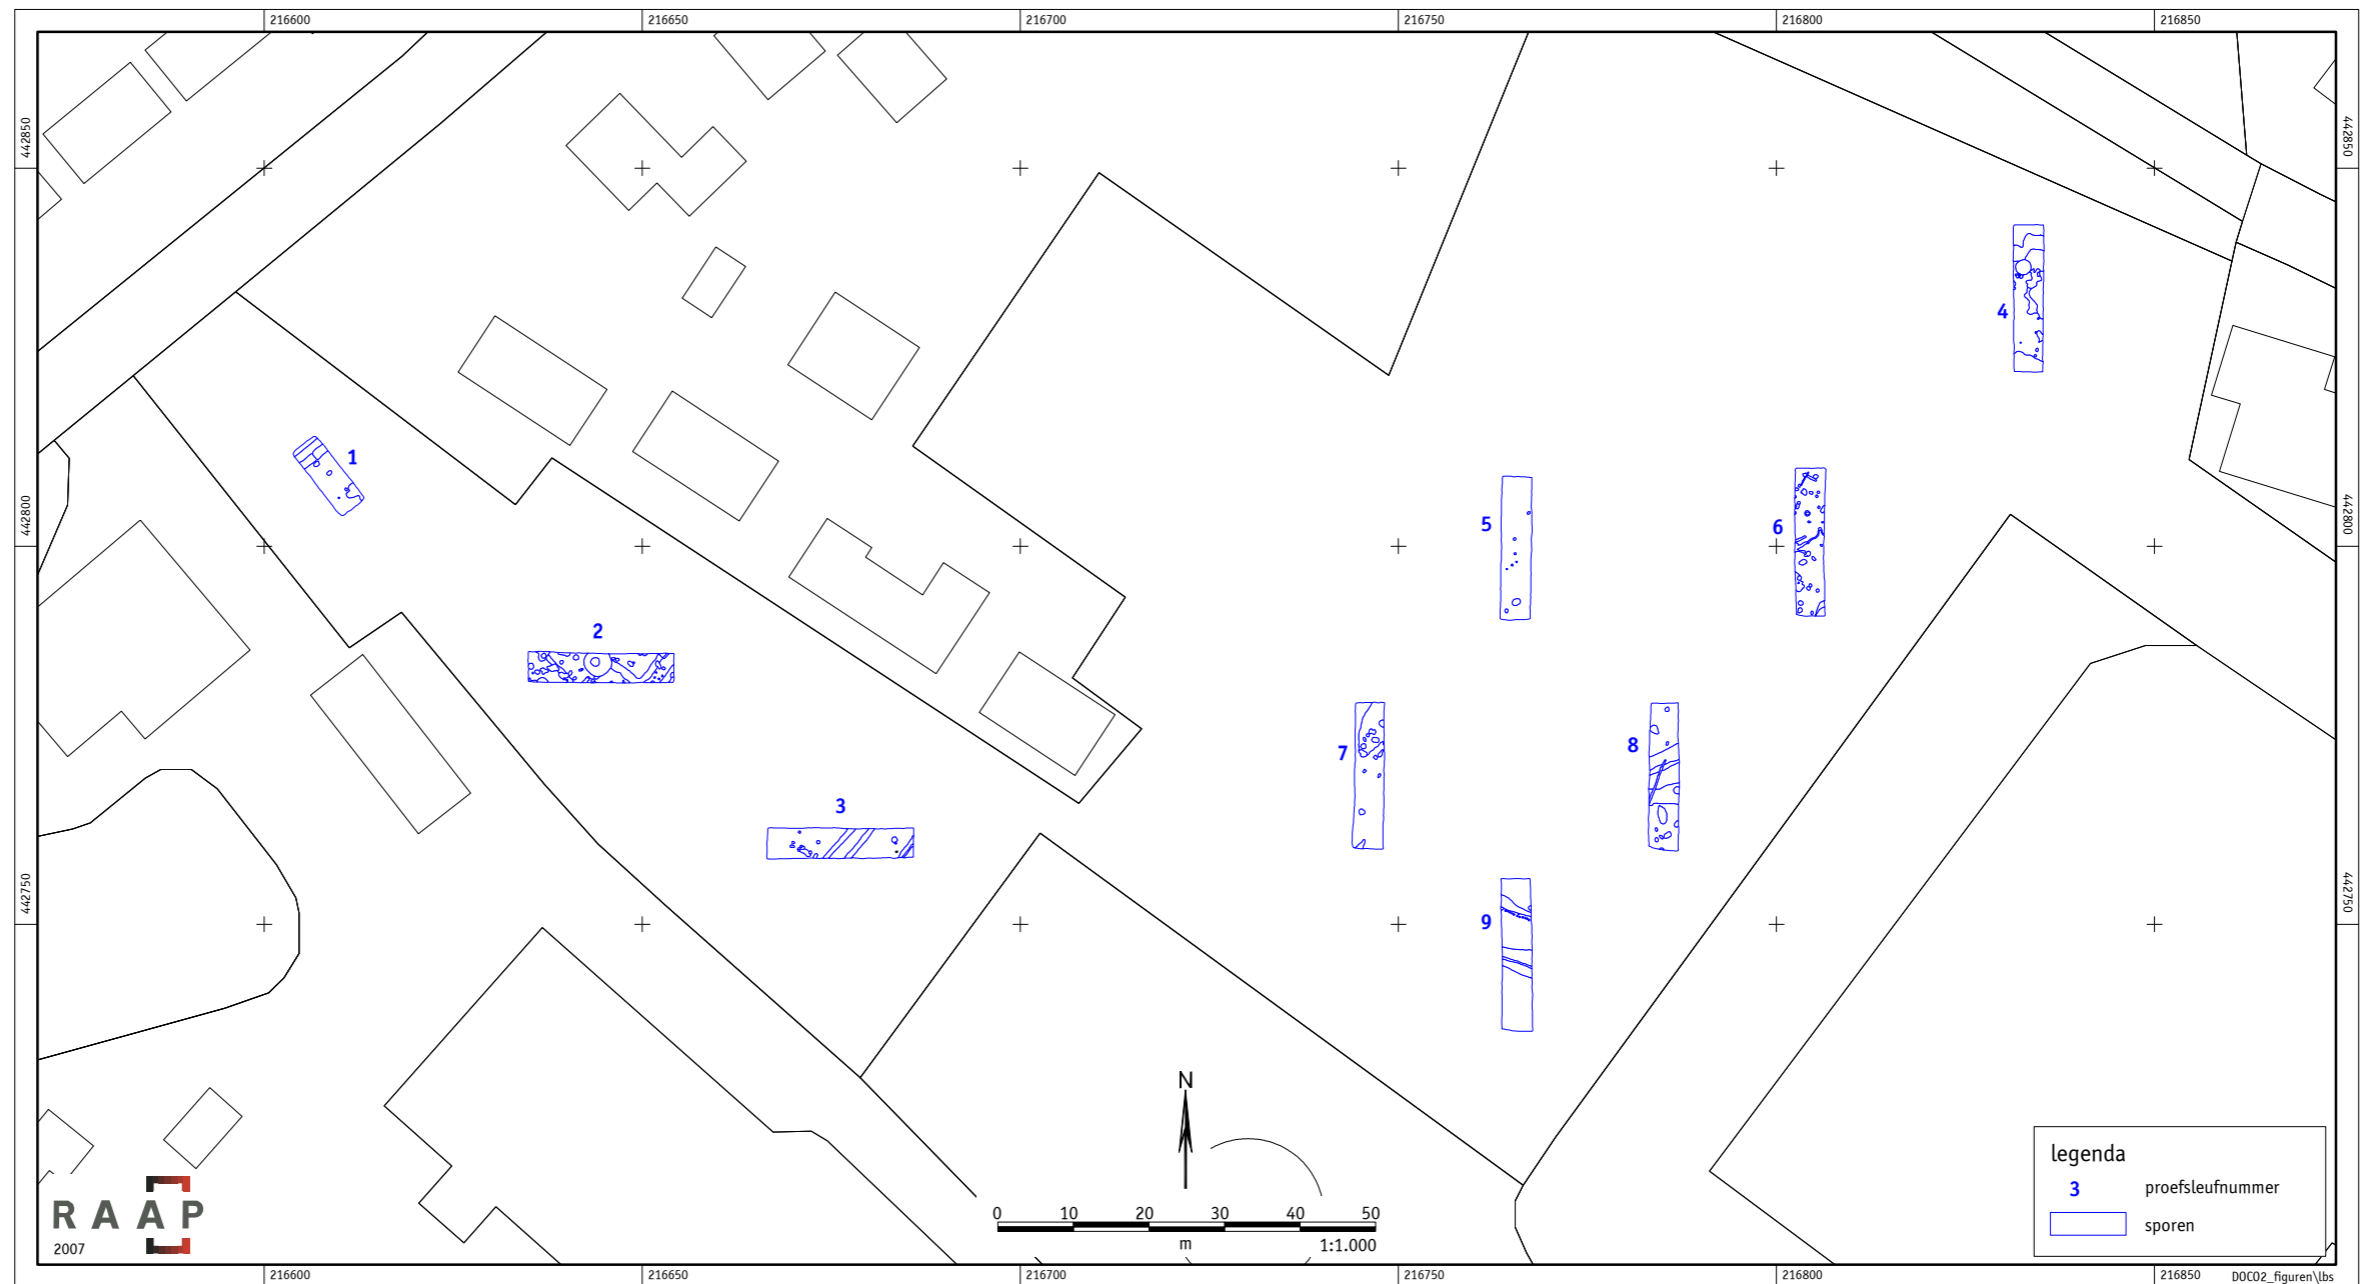 216600 216650 216700 216750 216800 216850
442850 442850
4
1
442800 5 6 442800
2
7 8
3
442750 9 442750
N
legenda
3 proefsleufnummer
sporen
RAAP
2007
0 10 20 30 40 50
m 1:1.000
216600 216650 216700 216750 216800 216850
DOC02_figuren\lbs